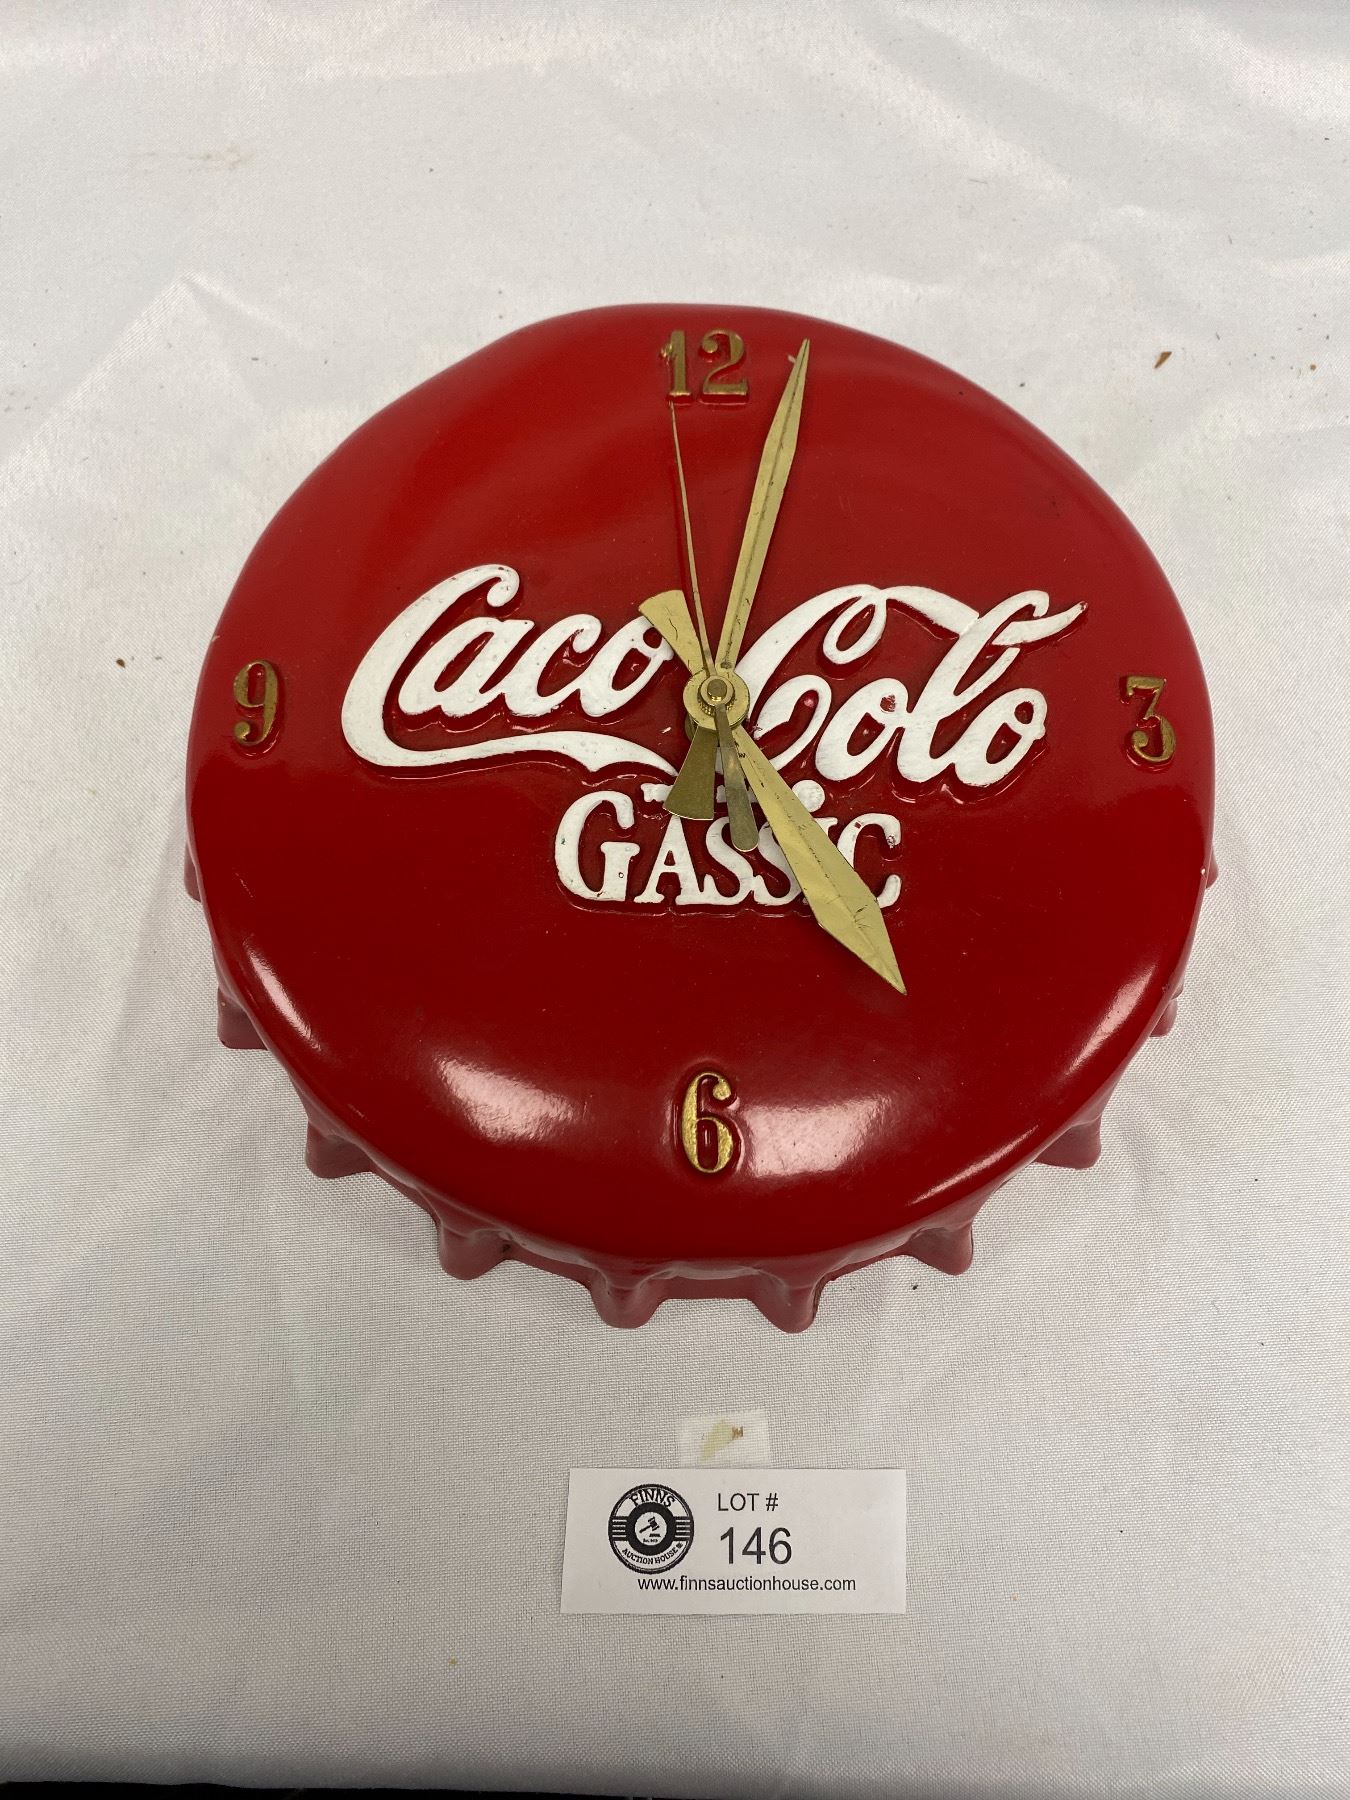 12
Caco Colo
9
3
GASSIC
6
FINNS
AUCTION HOUSE
LOT #
146
www.finnsauctionhouse.com